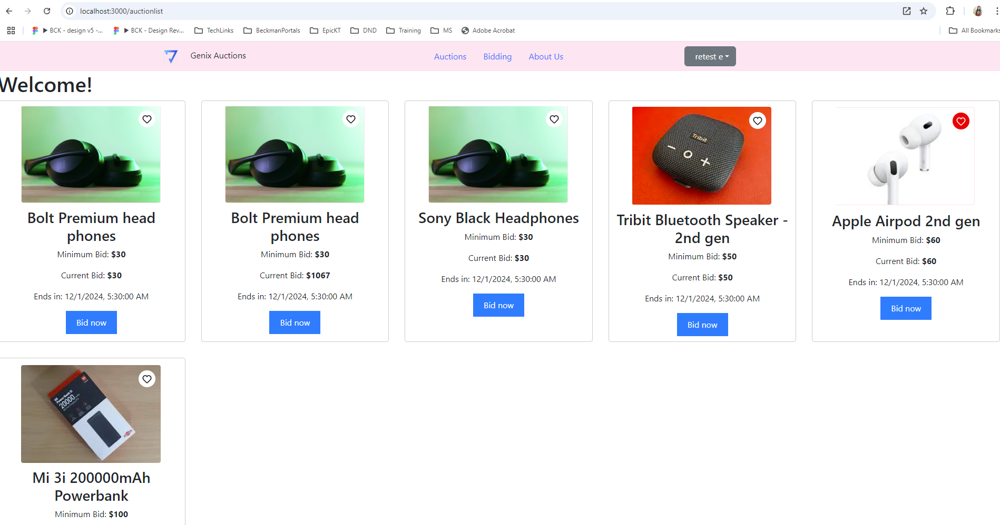 localhost:3000/auctionlist
BCK - design v5 -...
BCK - Design Rev...
TechLinks
BeckmanPortals
EpicKT
DND
Training
MS
Adobe Acrobat
All Bookmarks
Genix Auctions
Auctions
Bidding
About Us
retest e
Welcome!
Bolt Premium head
phones
Minimum Bid: $30
Current Bid: $30
Ends in: 12/1/2024, 5:30:00 AM
Bid now
Bolt Premium head
phones
Minimum Bid: $30
Current Bid: $1067
Ends in: 12/1/2024, 5:30:00 AM
Bid now
Sony Black Headphones
Minimum Bid: $30
Current Bid: $30
Ends in: 12/1/2024, 5:30:00 AM
Bid now
Tribit
Tribit Bluetooth Speaker -
2nd gen
Minimum Bid: $50
Current Bid: $50
Ends in: 12/1/2024, 5:30:00 AM
Bid now
Apple Airpod 2nd gen
Minimum Bid: $60
Current Bid: $60
Ends in: 12/1/2024, 5:30:00 AM
Bid now
Mi
Power Bank 3i
20000
Mi 3i 200000mAh
Powerbank
Minimum Bid: $100